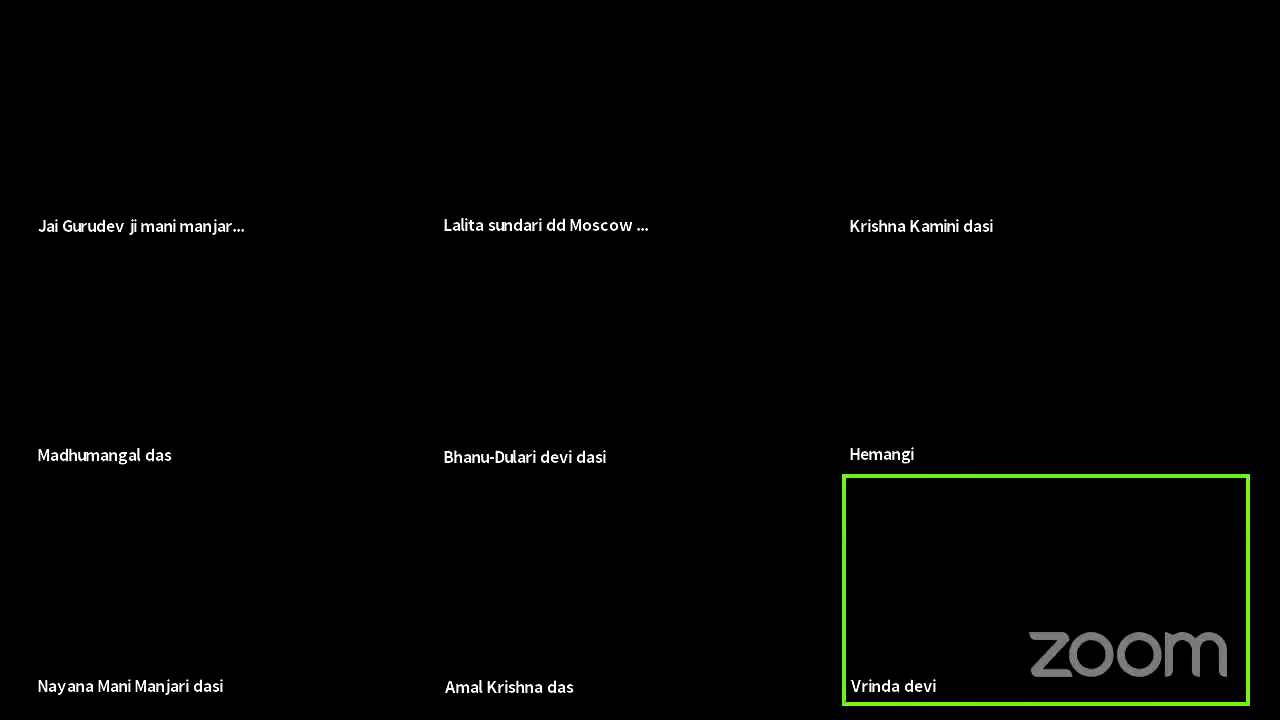 Jai Gurudev ji mani manjar...
Lalita sundari dd Moscow ...
Krishna Kamini dasi
Madhumangal das
Bhanu-Dulari devi dasi
Hemangi
Nayana Mani Manjari dasi
Amal Krishna das
Vrinda devi
zoom